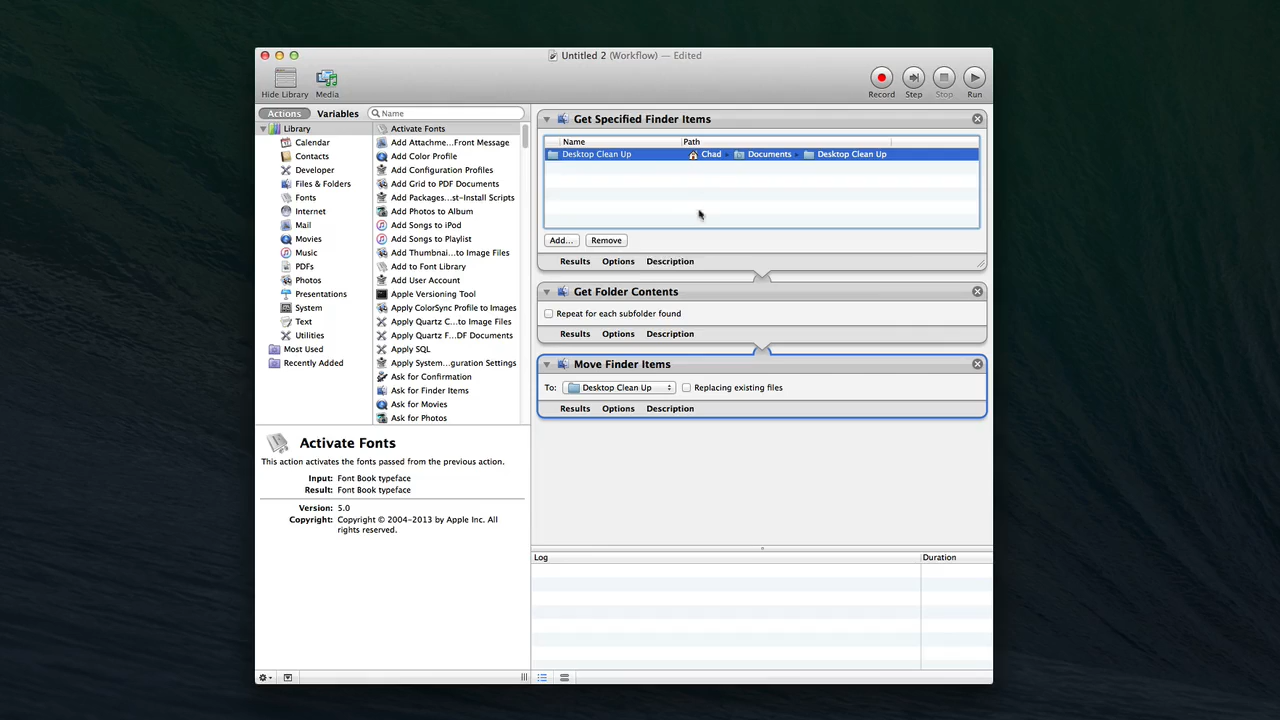 Untitled 2 (Workflow) — Edited
Hide Library
Media
Record
Step
Stop
Run
Actions
Variables
Name
Library
Calendar
Contacts
Developer
Files & Folders
Fonts
Internet
Mail
Movies
Music
PDFs
Photos
Presentations
System
Text
Utilities
Most Used
Recently Added
Activate Fonts
Add Attachme...Front Message
Add Color Profile
Add Configuration Profiles
Add Grid to PDF Documents
Add Packages...st-Install Scripts
Add Photos to Album
Add Songs to iPod
Add Songs to Playlist
Add Thumbnai...to Image Files
Add to Font Library
Add User Account
Apple Versioning Tool
Apply ColorSync Profile to Images
Apply Quartz C...to Image Files
Apply Quartz F...DF Documents
Apply SQL
Apply System...guration Settings
Ask for Confirmation
Ask for Finder Items
Ask for Movies
Ask for Photos
Activate Fonts
This action activates the fonts passed from the previous action.
Input: Font Book typeface
Result: Font Book typeface
Version: 5.0
Copyright: Copyright © 2004-2013 by Apple Inc. All
rights reserved.
Get Specified Finder Items
Name Path
Desktop Clean Up Chad Documents Desktop Clean Up
Add... Remove
Results Options Description
Get Folder Contents
Repeat for each subfolder found
Results Options Description
Move Finder Items
To: Desktop Clean Up Replacing existing files
Results Options Description
Log Duration